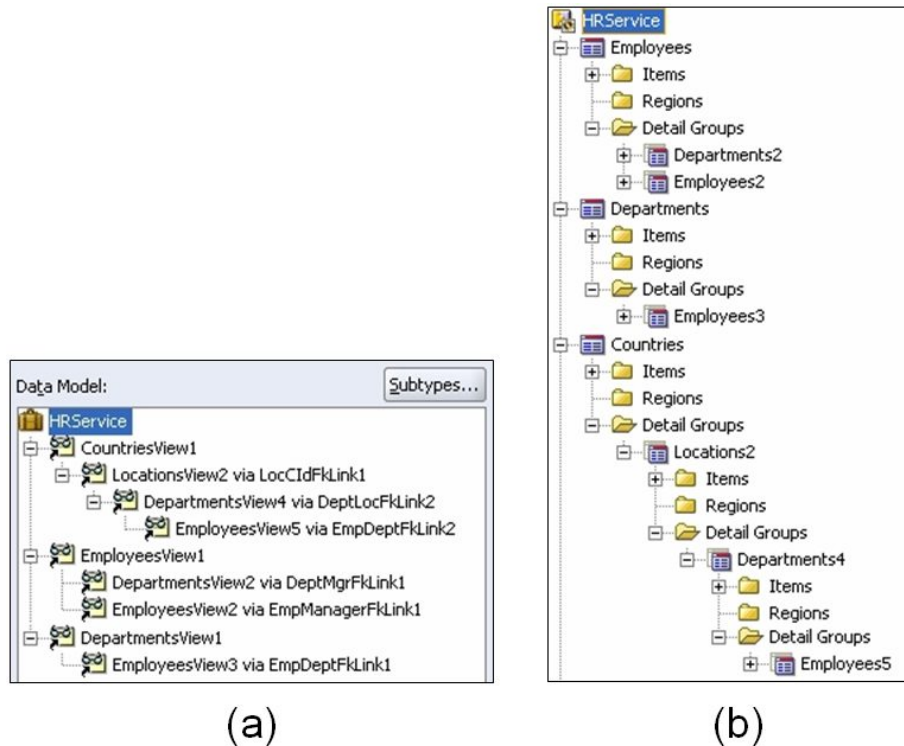 Data Model:
Subtypes...
HRService
CountriesView1
LocationsView2 via LocCIdFkLink1
DepartmentsView4 via DeptLocFkLink2
EmployeesView5 via EmpDeptFkLink2
EmployeesView1
DepartmentsView2 via DeptMgrFkLink1
EmployeesView2 via EmpManagerFkLink1
DepartmentsView1
EmployeesView3 via EmpDeptFkLink1
(a)
HRService
Employees
Items
Regions
Detail Groups
Departments2
Employees2
Departments
Items
Regions
Detail Groups
Employees3
Countries
Items
Regions
Detail Groups
Locations2
Items
Regions
Detail Groups
Departments4
Items
Regions
Detail Groups
Employees5
(b)